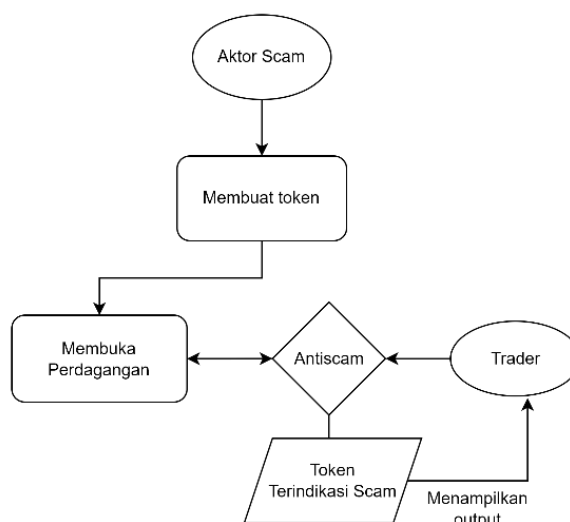 Aktor Scam
Membuat token
Membuka
Perdagangan
Antiscam
Trader
Token
Terindikasi Scam
Menampilkan
output